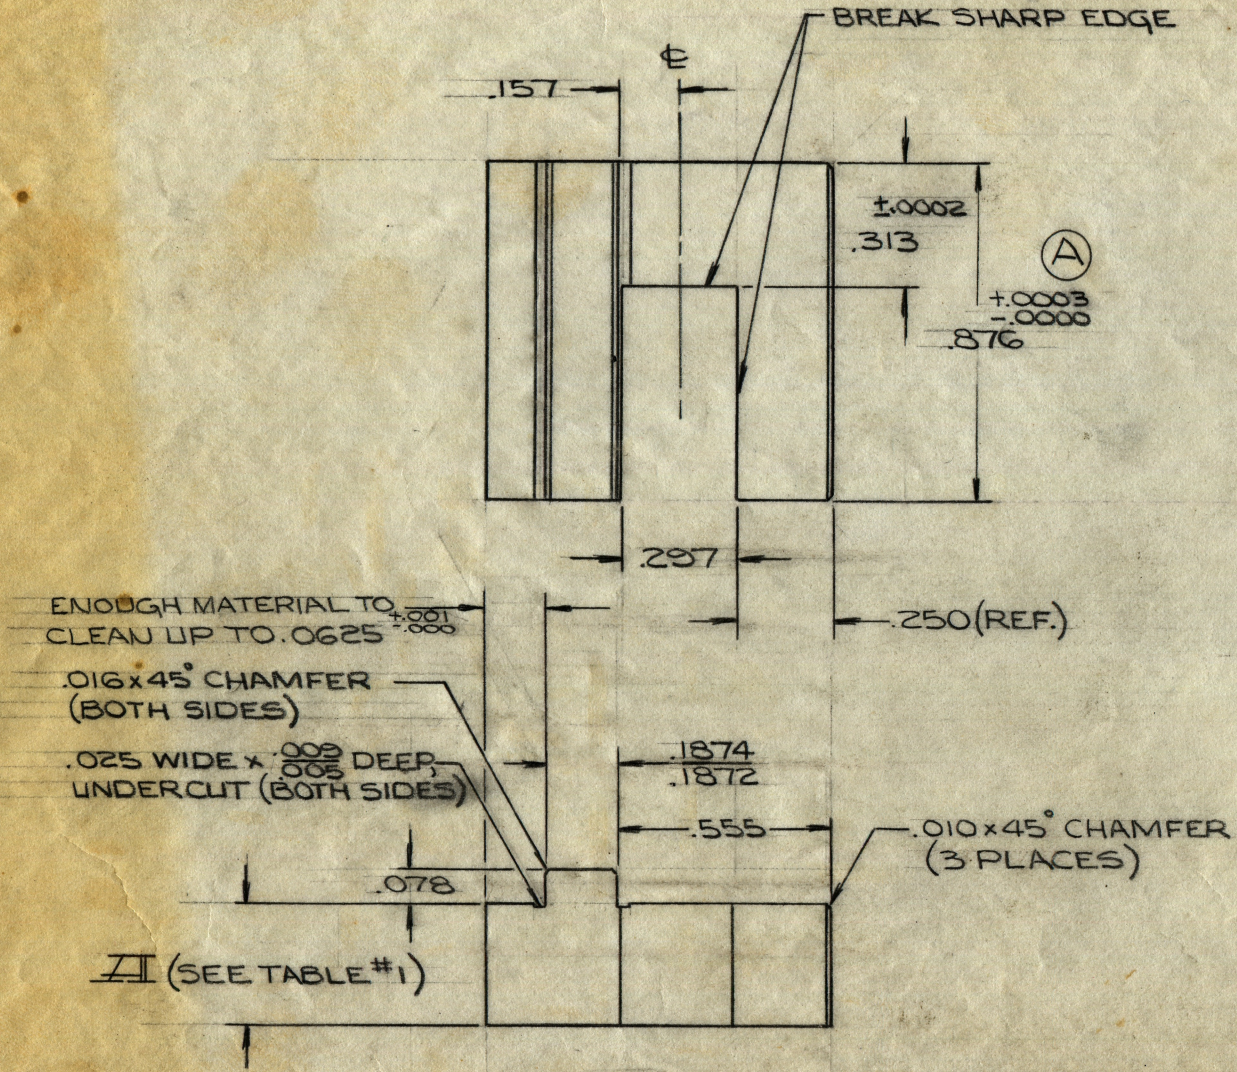 BREAK SHARP EDGE
℄
.157
±.0002
.313
A
+.0003
-.0000
.876
.297
ENOUGH MATERIAL TO
CLEAN UP TO .0625 +.001 -.000
.250 (REF.)
.016 x 45° CHAMFER
(BOTH SIDES)
.025 WIDE x .009/.005 DEEP,
UNDERCUT (BOTH SIDES)
.1874
.1872
.555
.010 x 45° CHAMFER
(3 PLACES)
.078
(SEE TABLE #1)